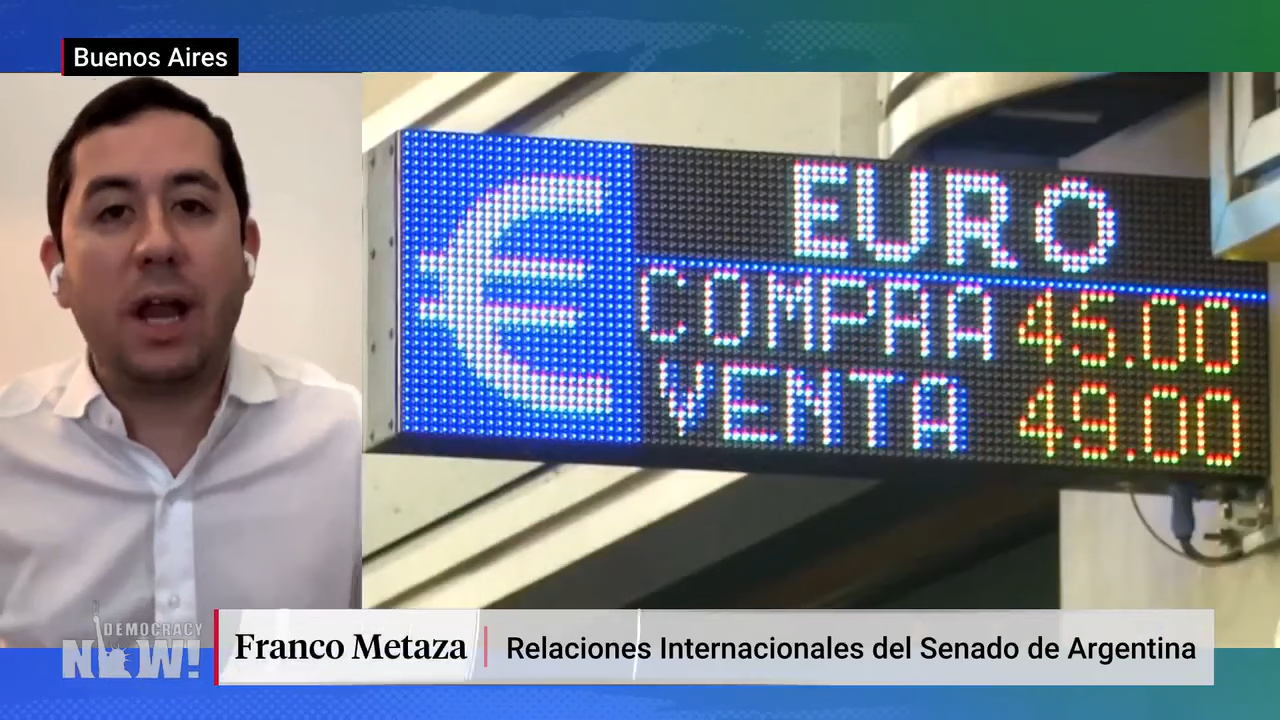 Buenos Aires
€
EURO
COMPRA 45.00
VENTA 49.00
DEMOCRACY
NOW!
Franco Metaza
Relaciones Internacionales del Senado de Argentina